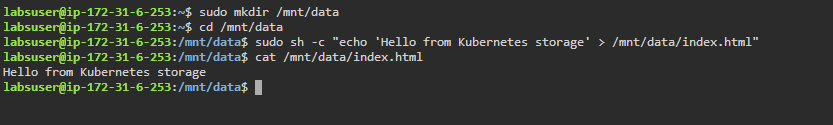 labsuser@ip-172-31-6-253:~$ sudo mkdir /mnt/data
labsuser@ip-172-31-6-253:~$ cd /mnt/data
labsuser@ip-172-31-6-253:/mnt/data$ sudo sh -c "echo 'Hello from Kubernetes storage' > /mnt/data/index.html"
labsuser@ip-172-31-6-253:/mnt/data$ cat /mnt/data/index.html
Hello from Kubernetes storage
labsuser@ip-172-31-6-253:/mnt/data$